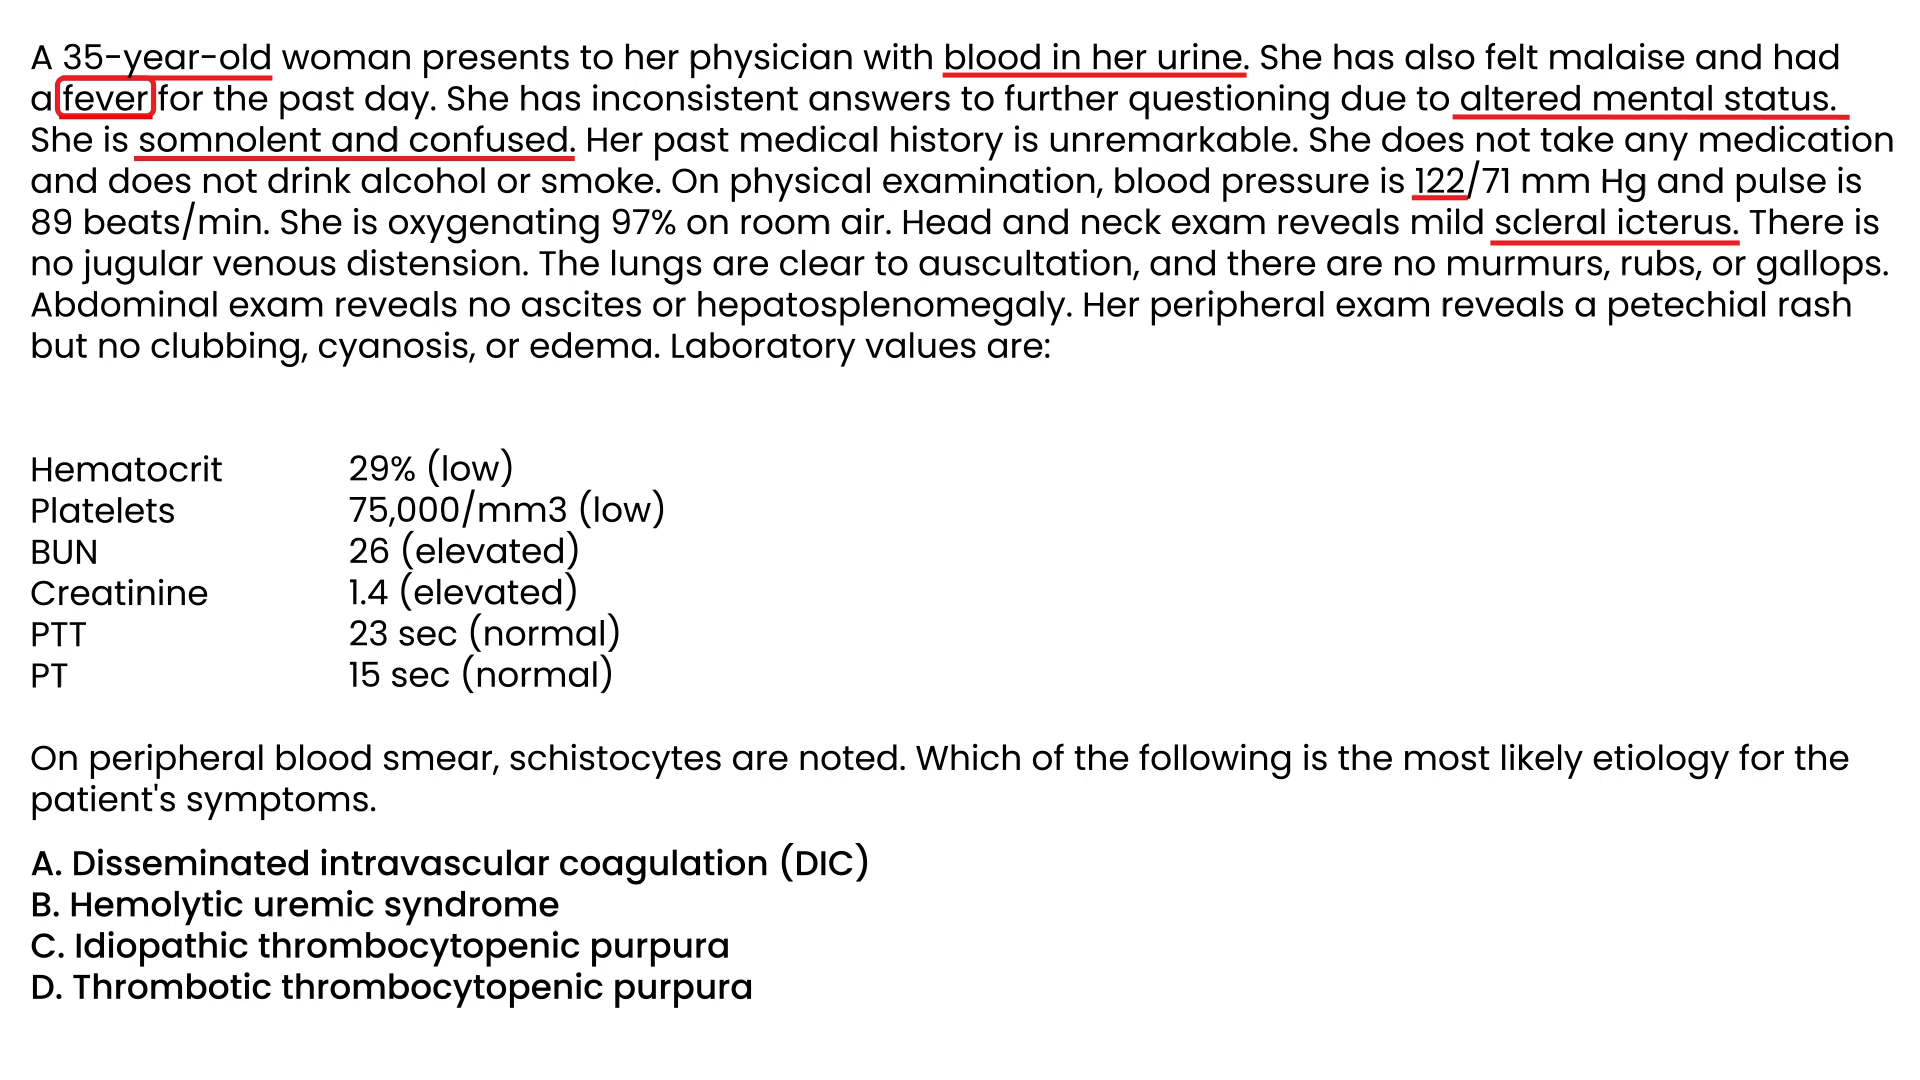 A 35-year-old woman presents to her physician with blood in her urine. She has also felt malaise and had
a fever for the past day. She has inconsistent answers to further questioning due to altered mental status.
She is somnolent and confused. Her past medical history is unremarkable. She does not take any medication
and does not drink alcohol or smoke. On physical examination, blood pressure is 122/71 mm Hg and pulse is
89 beats/min. She is oxygenating 97% on room air. Head and neck exam reveals mild scleral icterus. There is
no jugular venous distension. The lungs are clear to auscultation, and there are no murmurs, rubs, or gallops.
Abdominal exam reveals no ascites or hepatosplenomegaly. Her peripheral exam reveals a petechial rash
but no clubbing, cyanosis, or edema. Laboratory values are:
Hematocrit 29% (low)
Platelets 75,000/mm3 (low)
BUN 26 (elevated)
Creatinine 1.4 (elevated)
PTT 23 sec (normal)
PT 15 sec (normal)
On peripheral blood smear, schistocytes are noted. Which of the following is the most likely etiology for the
patient's symptoms.
A. Disseminated intravascular coagulation (DIC)
B. Hemolytic uremic syndrome
C. Idiopathic thrombocytopenic purpura
D. Thrombotic thrombocytopenic purpura